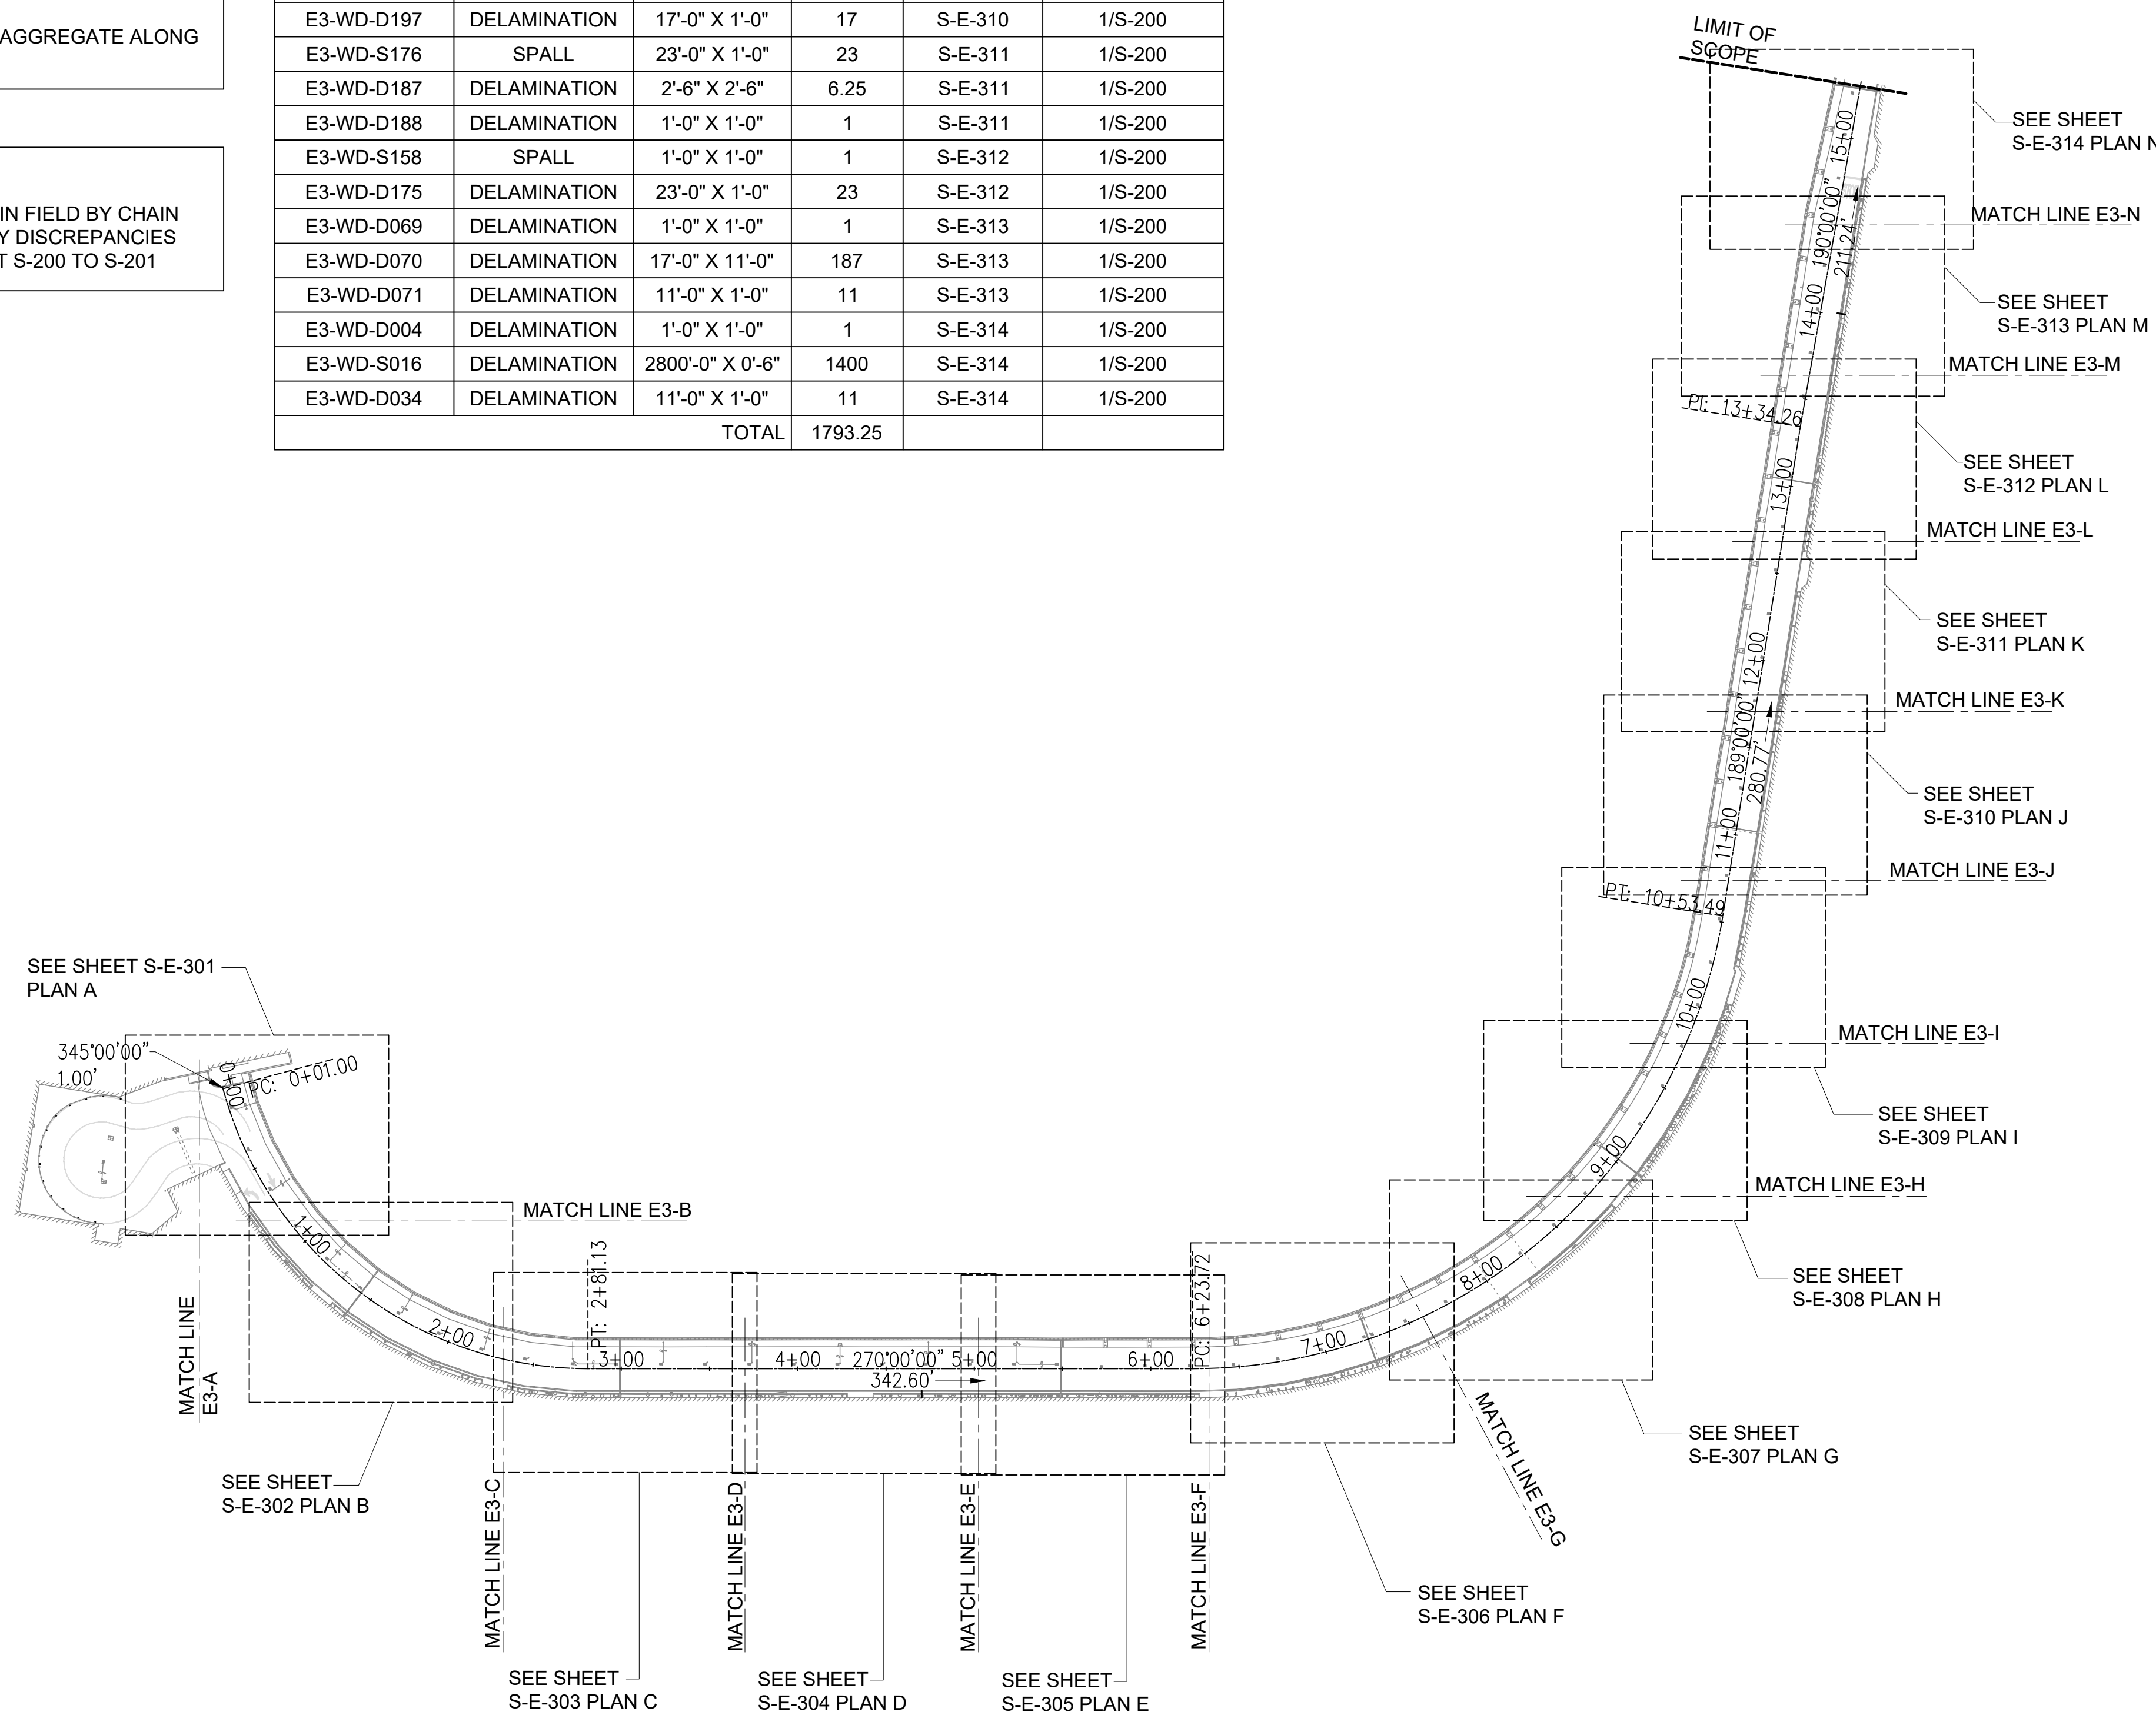 AGGREGATE ALONG
IN FIELD BY CHAIN
Y DISCREPANCIES
T S-200 TO S-201
E3-WD-D197 DELAMINATION 17'-0" X 1'-0" 17 S-E-310 1/S-200
E3-WD-S176 SPALL 23'-0" X 1'-0" 23 S-E-311 1/S-200
E3-WD-D187 DELAMINATION 2'-6" X 2'-6" 6.25 S-E-311 1/S-200
E3-WD-D188 DELAMINATION 1'-0" X 1'-0" 1 S-E-311 1/S-200
E3-WD-S158 SPALL 1'-0" X 1'-0" 1 S-E-312 1/S-200
E3-WD-D175 DELAMINATION 23'-0" X 1'-0" 23 S-E-312 1/S-200
E3-WD-D069 DELAMINATION 1'-0" X 1'-0" 1 S-E-313 1/S-200
E3-WD-D070 DELAMINATION 17'-0" X 11'-0" 187 S-E-313 1/S-200
E3-WD-D071 DELAMINATION 11'-0" X 1'-0" 11 S-E-313 1/S-200
E3-WD-D004 DELAMINATION 1'-0" X 1'-0" 1 S-E-314 1/S-200
E3-WD-S016 DELAMINATION 2800'-0" X 0'-6" 1400 S-E-314 1/S-200
E3-WD-D034 DELAMINATION 11'-0" X 1'-0" 11 S-E-314 1/S-200
TOTAL 1793.25
LIMIT OF
SCOPE
SEE SHEET
S-E-314 PLAN N
15+00
MATCH LINE E3-N
190°00'00"
211.24'
SEE SHEET
S-E-313 PLAN M
14+00
MATCH LINE E3-M
PI: 13+34.26
SEE SHEET
S-E-312 PLAN L
13+00
MATCH LINE E3-L
SEE SHEET
S-E-311 PLAN K
12+00
MATCH LINE E3-K
189°00'00"
280.77'
SEE SHEET
S-E-310 PLAN J
11+00
MATCH LINE E3-J
PT: 10+53.49
10+00
MATCH LINE E3-I
SEE SHEET
S-E-309 PLAN I
9+00
MATCH LINE E3-H
SEE SHEET
S-E-308 PLAN H
8+00
SEE SHEET
S-E-307 PLAN G
MATCH LINE E3-G
7+00
SEE SHEET
S-E-306 PLAN F
SEE SHEET S-E-301
PLAN A
345°00'00"
1.00'
0+00
PC: 0+01.00
MATCH LINE E3-B
1+00
MATCH LINE
E3-A
2+00
SEE SHEET
S-E-302 PLAN B
PT: 2+81.13
3+00
4+00
270°00'00"
342.60'
5+00
6+00
PC: 6+23.72
MATCH LINE E3-C
MATCH LINE E3-D
MATCH LINE E3-E
MATCH LINE E3-F
SEE SHEET
S-E-303 PLAN C
SEE SHEET
S-E-304 PLAN D
SEE SHEET
S-E-305 PLAN E